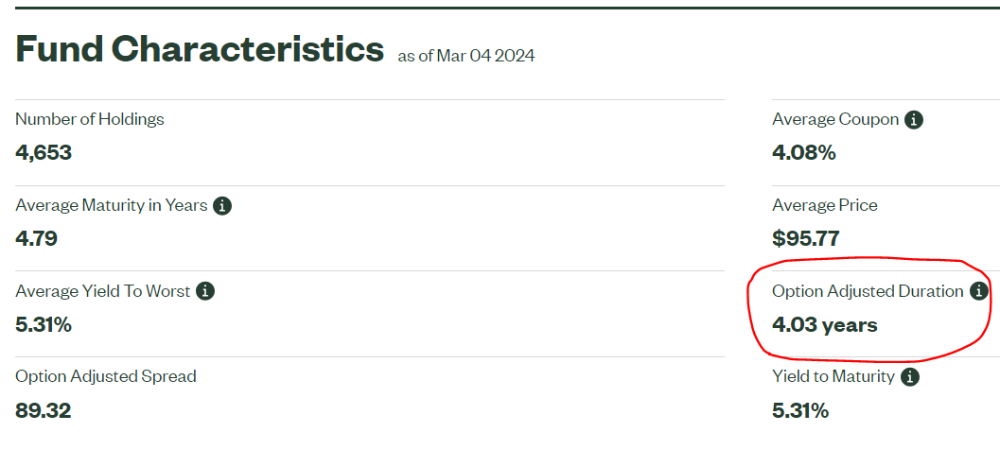 Fund Characteristics as of Mar 04 2024
Number of Holdings
4,653
Average Coupon
4.08%
Average Maturity in Years
4.79
Average Price
$95.77
Average Yield To Worst
5.31%
Option Adjusted Duration
4.03 years
Option Adjusted Spread
89.32
Yield to Maturity
5.31%